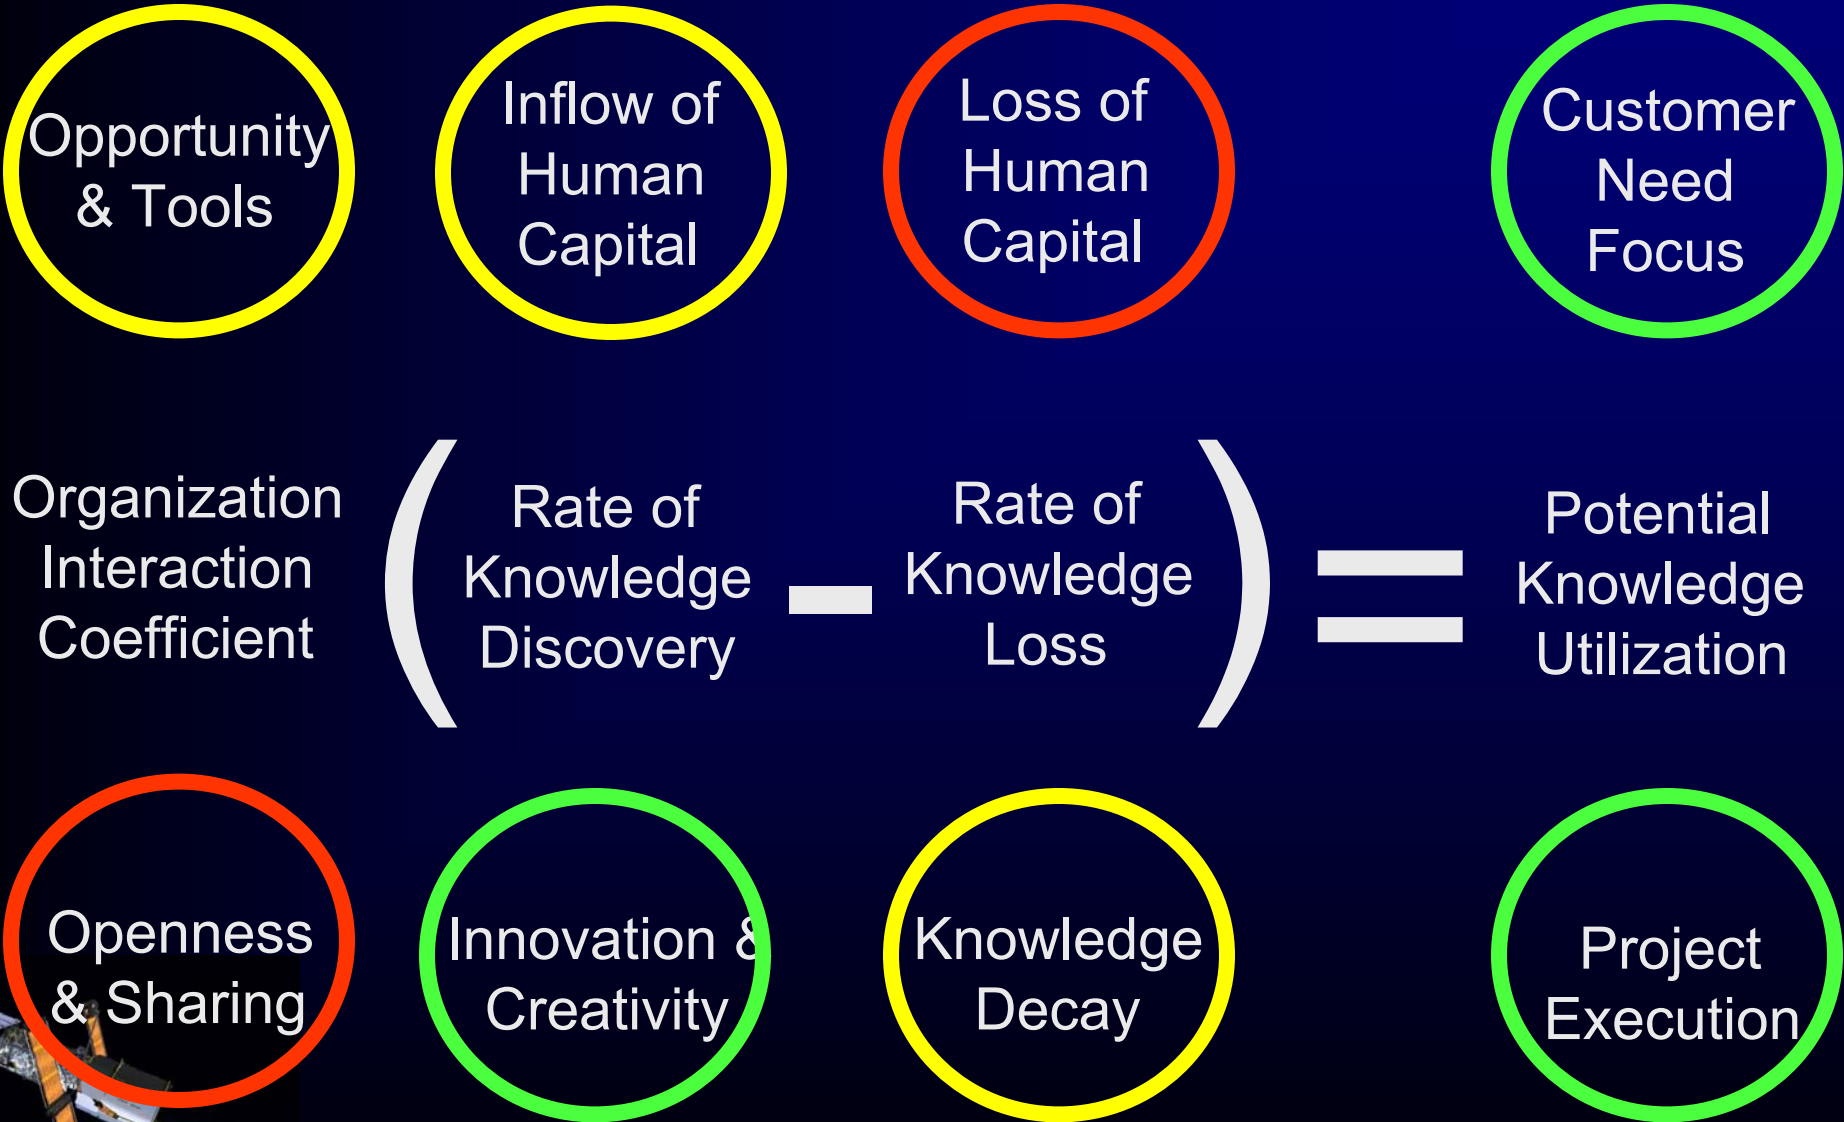 Opportunity
& Tools
Inflow of
Human
Capital
Loss of
Human
Capital
Customer
Need
Focus
Organization
Interaction
Coefficient
(
Rate of
Knowledge
Discovery
-
Rate of
Knowledge
Loss
)
=
Potential
Knowledge
Utilization
Openness
& Sharing
Innovation &
Creativity
Knowledge
Decay
Project
Execution